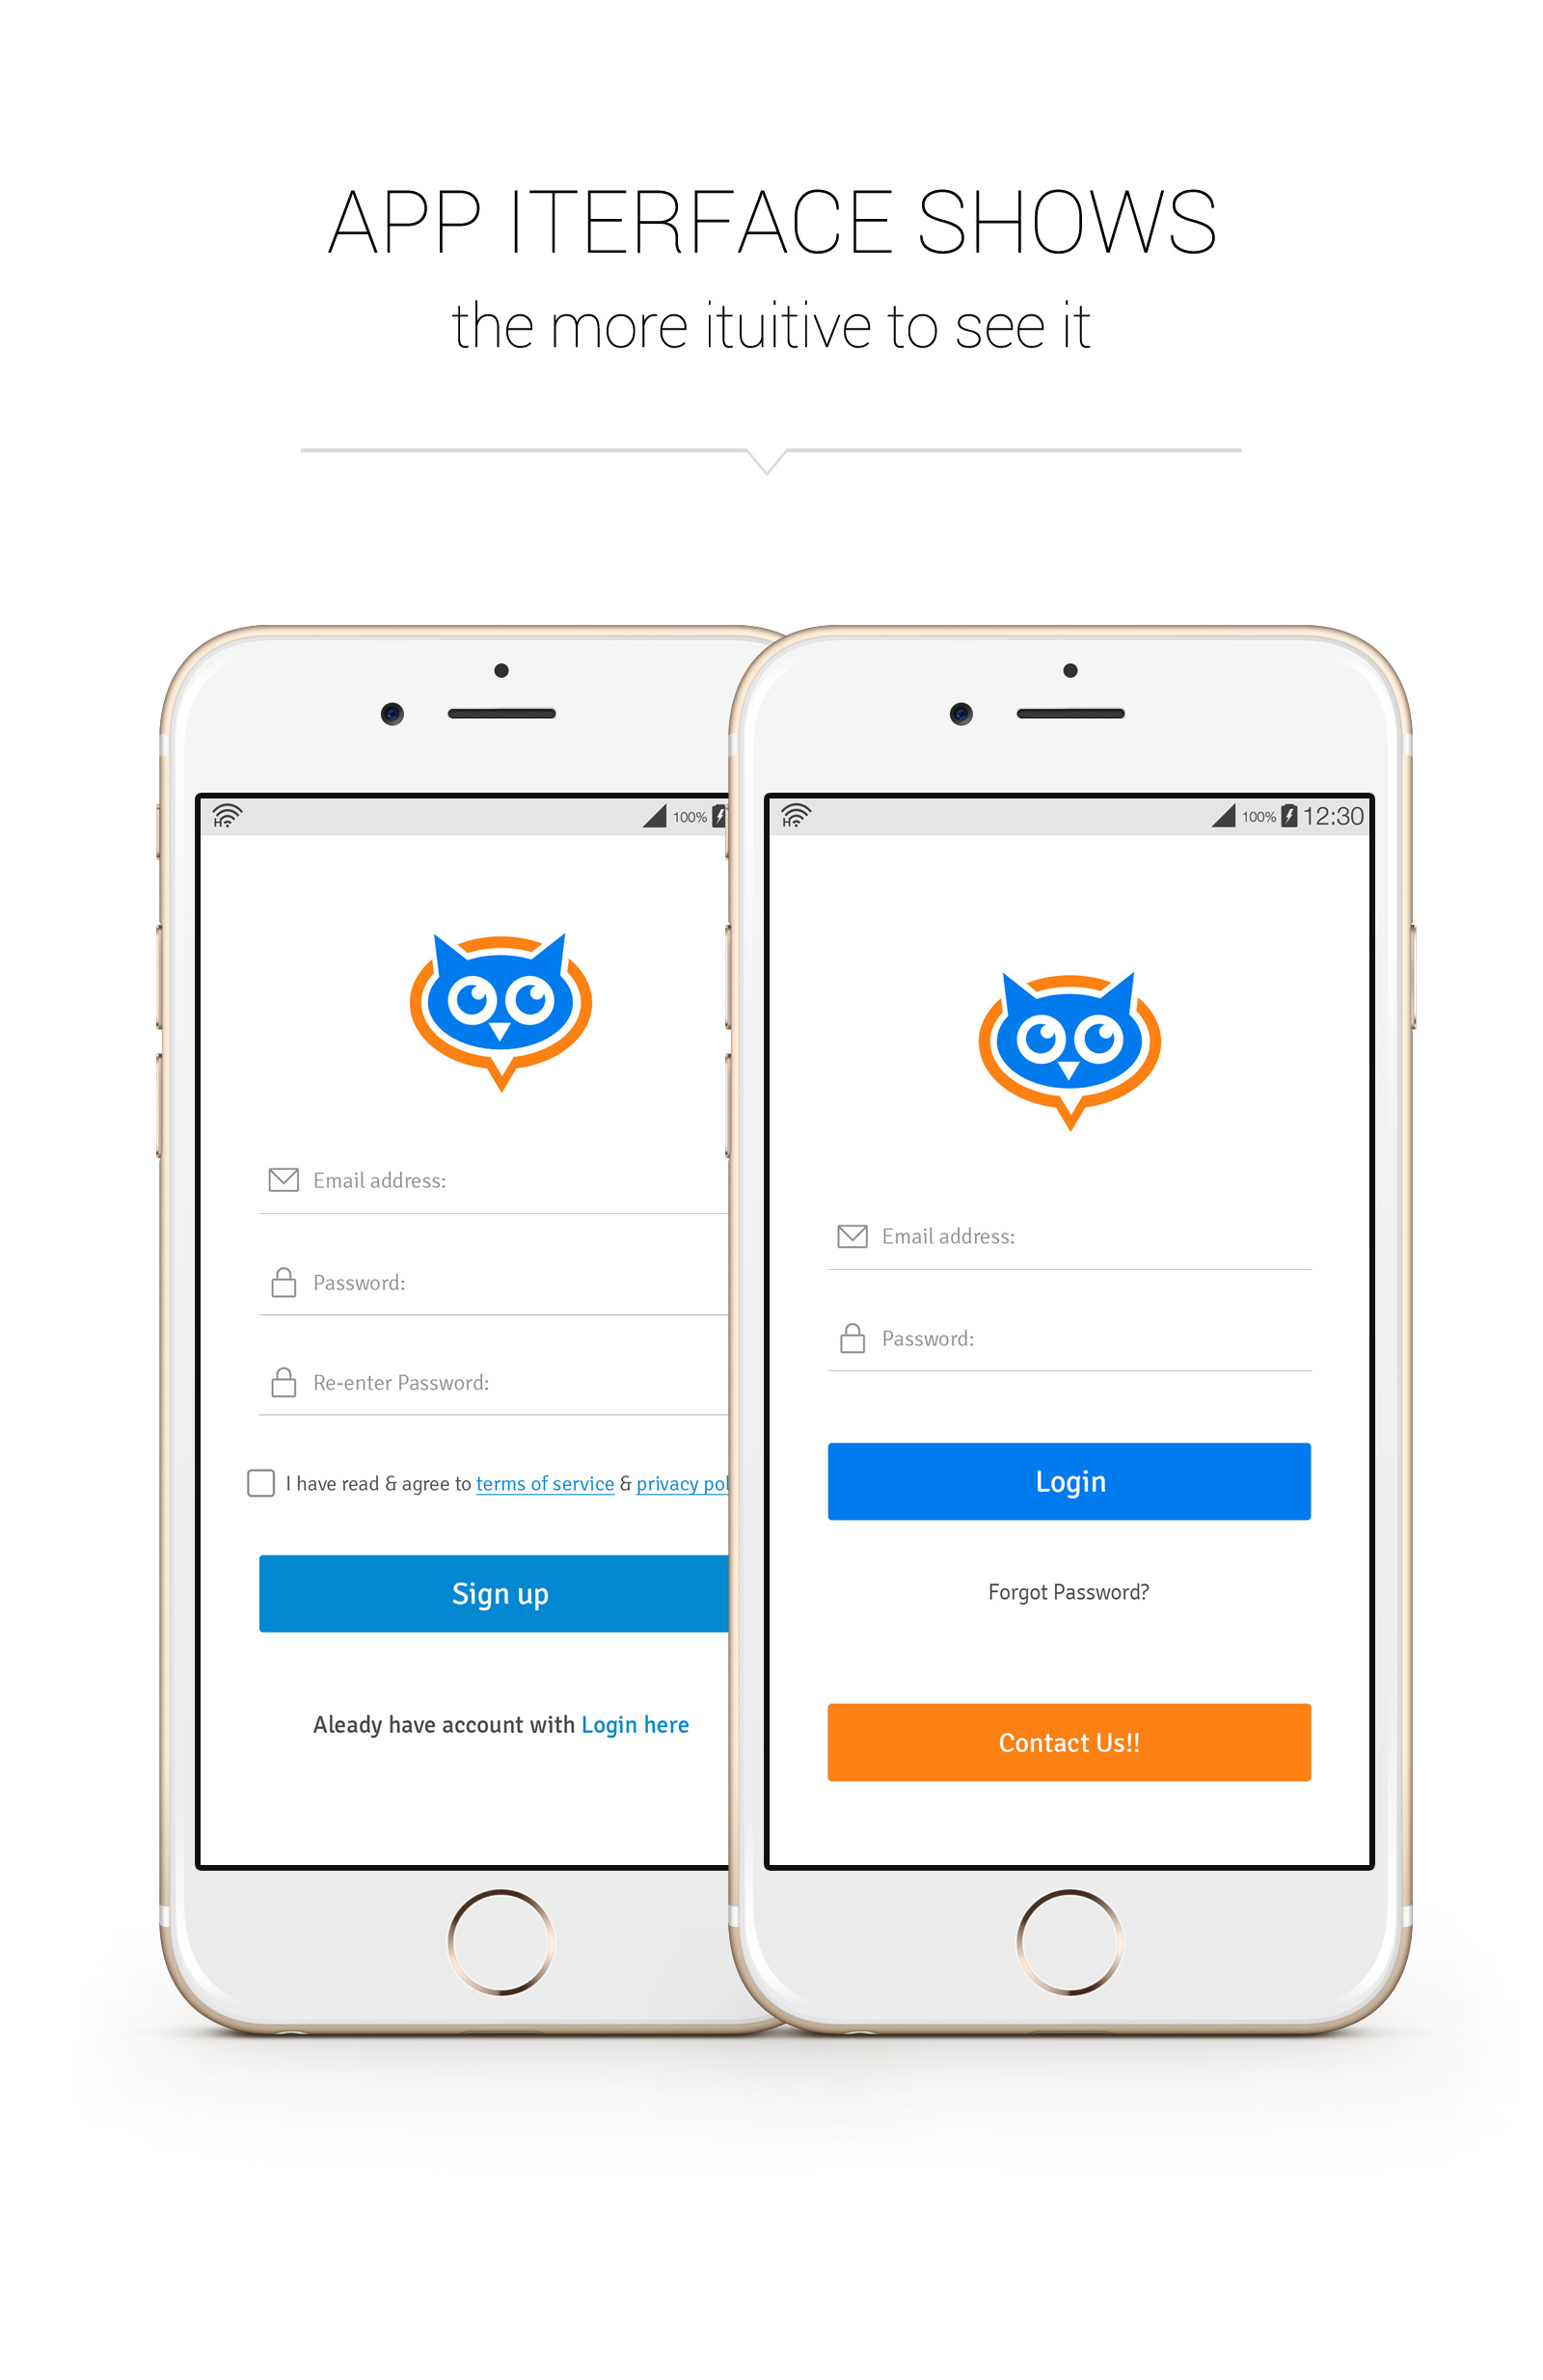 APP ITERFACE SHOWS
the more ituitive to see it
H 100%
Email address:
Password:
Re-enter Password:
I have read & agree to terms of service & privacy pol
Sign up
Aleady have account with Login here
H 100% 12:30
Email address:
Password:
Login
Forgot Password?
Contact Us!!